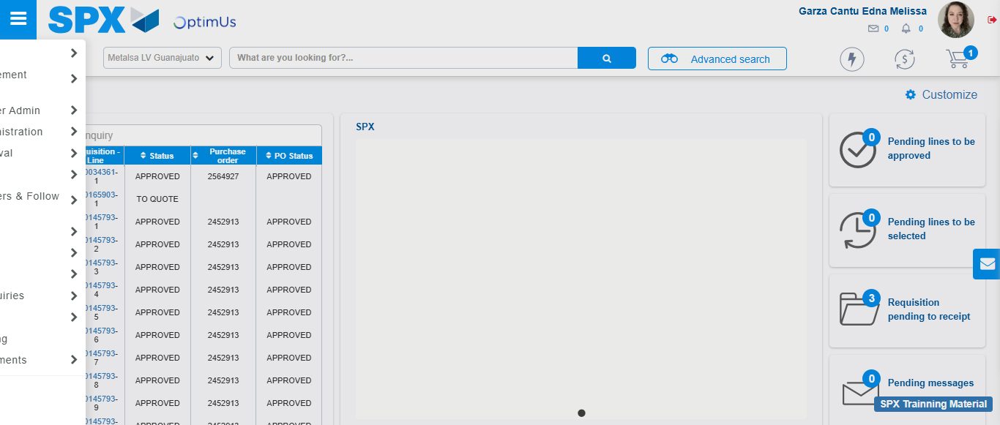 SPX
OptimUs
Garza Cantu Edna Melissa
0
0
Metalsa LV Guanajuato
What are you looking for?...
Advanced search
$
1
ement
er Admin
nistration
val
ers & Follow
uiries
ng
ments
Customize
nquiry
uisition -
Line
Status
Purchase
order
PO Status
0034361-
1
APPROVED
2564927
APPROVED
0165903-
1
TO QUOTE
0145793-
1
APPROVED
2452913
APPROVED
0145793-
2
APPROVED
2452913
APPROVED
0145793-
3
APPROVED
2452913
APPROVED
0145793-
4
APPROVED
2452913
APPROVED
0145793-
5
APPROVED
2452913
APPROVED
0145793-
6
APPROVED
2452913
APPROVED
0145793-
7
APPROVED
2452913
APPROVED
0145793-
8
APPROVED
2452913
APPROVED
0145793-
9
APPROVED
2452913
APPROVED
0145793-
APPROVED
2452913
APPROVED
SPX
0
Pending lines to be
approved
0
Pending lines to be
selected
3
Requisition
pending to receipt
0
Pending messages
SPX Trainning Material